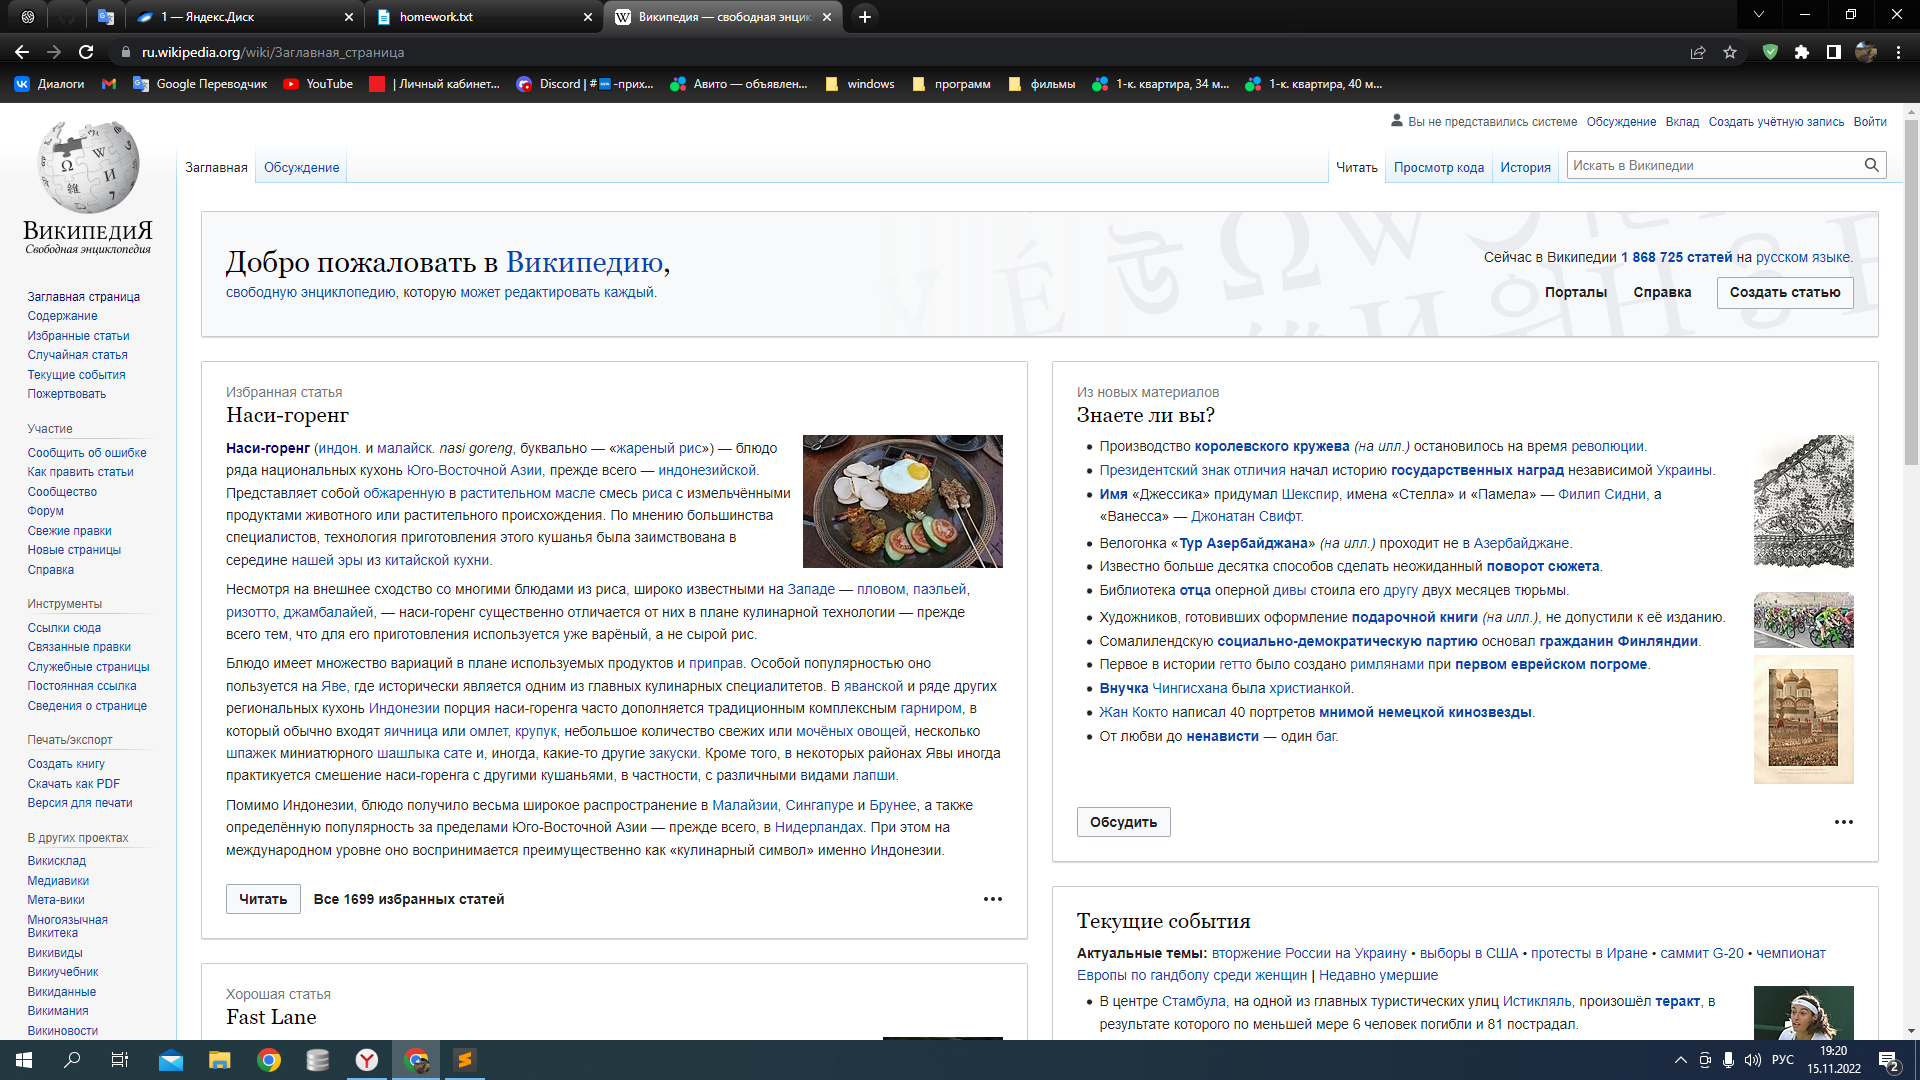 1 — Яндекс.Диск
homework.txt
Википедия — свободная энцик
ru.wikipedia.org/wiki/Заглавная_страница
Диалоги
Google Переводчик
YouTube
| Личный кабинет...
Discord | #
-прих...
Авито — объявлен...
windows
программ
фильмы
1-к. квартира, 34 м...
1-к. квартира, 40 м...
Вы не представились системе Обсуждение Вклад Создать учётную запись Войти
Заглавная Обсуждение
Читать Просмотр кода История
Искать в Википедии
ВикипедиЯ
Свободная энциклопедия
Заглавная страница
Содержание
Избранные статьи
Случайная статья
Текущие события
Пожертвовать
Участие
Сообщить об ошибке
Как править статьи
Сообщество
Форум
Свежие правки
Новые страницы
Справка
Инструменты
Ссылки сюда
Связанные правки
Служебные страницы
Постоянная ссылка
Сведения о странице
Печать/экспорт
Создать книгу
Скачать как PDF
Версия для печати
В других проектах
Викисклад
Медиавики
Мета-вики
Многоязычная
Викитека
Викивиды
Викиучебник
Викиданные
Викимания
Викиновости
Добро пожаловать в Википедию,
свободную энциклопедию, которую может редактировать каждый.
Сейчас в Википедии 1 868 725 статей на русском языке.
Порталы Справка Создать статью
Избранная статья
Наси-горенг
Наси-горенг (индон. и малайск. nasi goreng, буквально — «жареный рис») — блюдо
ряда национальных кухонь Юго-Восточной Азии, прежде всего — индонезийской.
Представляет собой обжаренную в растительном масле смесь риса с измельчёнными
продуктами животного или растительного происхождения. По мнению большинства
специалистов, технология приготовления этого кушанья была заимствована в
середине нашей эры из китайской кухни.
Несмотря на внешнее сходство со многими блюдами из риса, широко известными на Западе — пловом, паэльей,
ризотто, джамбалайей, — наси-горенг существенно отличается от них в плане кулинарной технологии — прежде
всего тем, что для его приготовления используется уже варёный, а не сырой рис.
Блюдо имеет множество вариаций в плане используемых продуктов и приправ. Особой популярностью оно
пользуется на Яве, где исторически является одним из главных кулинарных специалитетов. В яванской и ряде других
региональных кухонь Индонезии порция наси-горенга часто дополняется традиционным комплексным гарниром, в
который обычно входят яичница или омлет, крупук, небольшое количество свежих или мочёных овощей, несколько
шпажек миниатюрного шашлыка сате и, иногда, какие-то другие закуски. Кроме того, в некоторых районах Явы иногда
практикуется смешение наси-горенга с другими кушаньями, в частности, с различными видами лапши.
Помимо Индонезии, блюдо получило весьма широкое распространение в Малайзии, Сингапуре и Брунее, а также
определённую популярность за пределами Юго-Восточной Азии — прежде всего, в Нидерландах. При этом на
международном уровне оно воспринимается преимущественно как «кулинарный символ» именно Индонезии.
Читать Все 1699 избранных статей
Хорошая статья
Fast Lane
Из новых материалов
Знаете ли вы?
Производство королевского кружева (на илл.) остановилось на время революции.
Президентский знак отличия начал историю государственных наград независимой Украины.
Имя «Джессика» придумал Шекспир, имена «Стелла» и «Памела» — Филип Сидни, а
«Ванесса» — Джонатан Свифт.
Велогонка «Тур Азербайджана» (на илл.) проходит не в Азербайджане.
Известно больше десятка способов сделать неожиданный поворот сюжета.
Библиотека отца оперной дивы стоила его другу двух месяцев тюрьмы.
Художников, готовивших оформление подарочной книги (на илл.), не допустили к её изданию.
Сомалилендскую социально-демократическую партию основал гражданин Финляндии.
Первое в истории гетто было создано римлянами при первом еврейском погроме.
Внучка Чингисхана была христианкой.
Жан Кокто написал 40 портретов мнимой немецкой кинозвезды.
От любви до ненависти — один баг.
Обсудить
Текущие события
Актуальные темы: вторжение России на Украину • выборы в США • протесты в Иране • саммит G-20 • чемпионат
Европы по гандболу среди женщин | Недавно умершие
В центре Стамбула, на одной из главных туристических улиц Истикляль, произошёл теракт, в
результате которого по меньшей мере 6 человек погибли и 81 пострадал.
РУС
19:20
15.11.2022
2